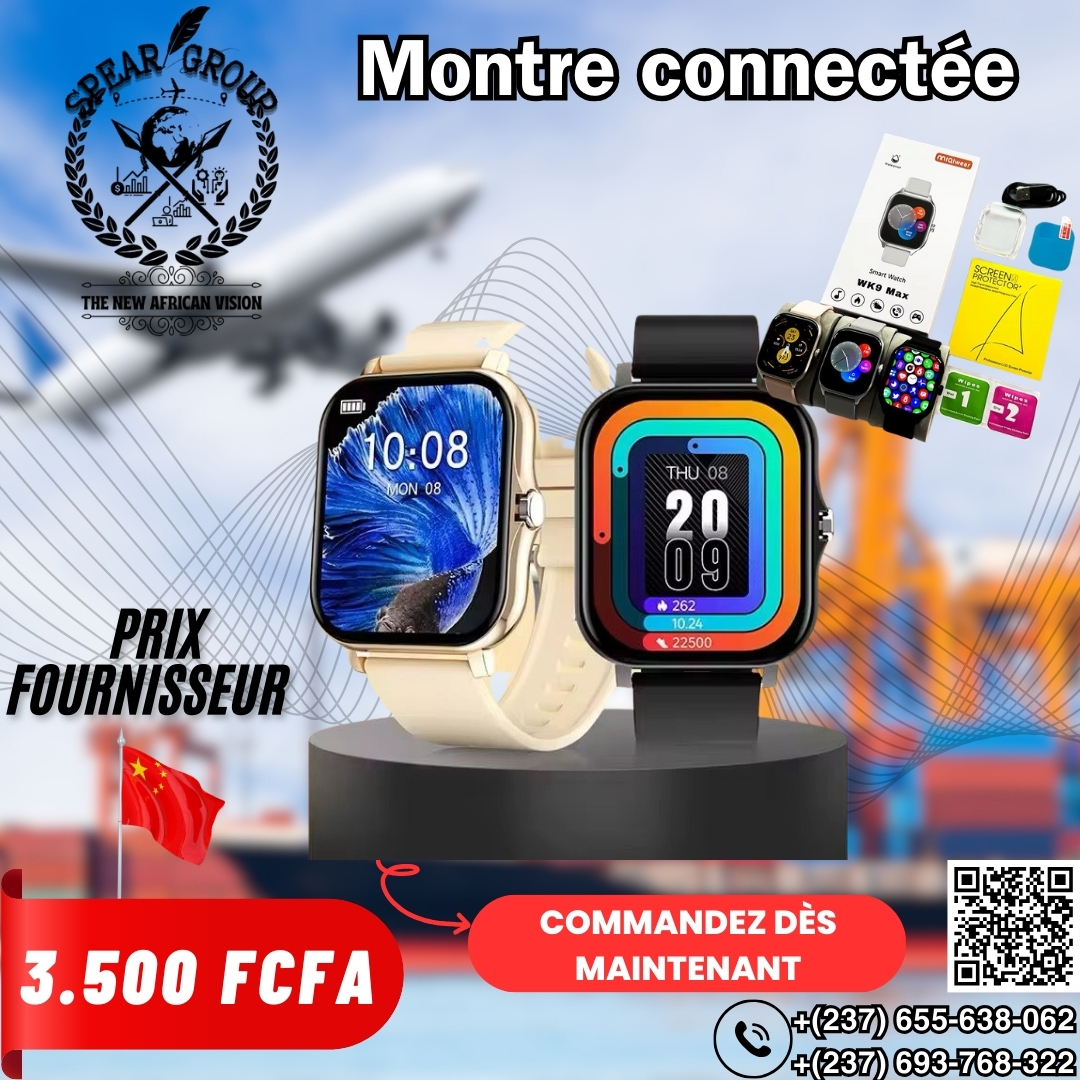 SPEAR GROUP
THE NEW AFRICAN VISION
Montre connectée
miqiwear
Smart Watch
WK9 Max
SCREEN
PROTECTOR
Wipes
1
Wipes
2
10:08
MON 08
THU 08
20
09
262
10.24
22500
PRIX
FOURNISSEUR
3.500 FCFA
COMMANDEZ DÈS
MAINTENANT
+(237) 655-638-062
+(237) 693-768-322